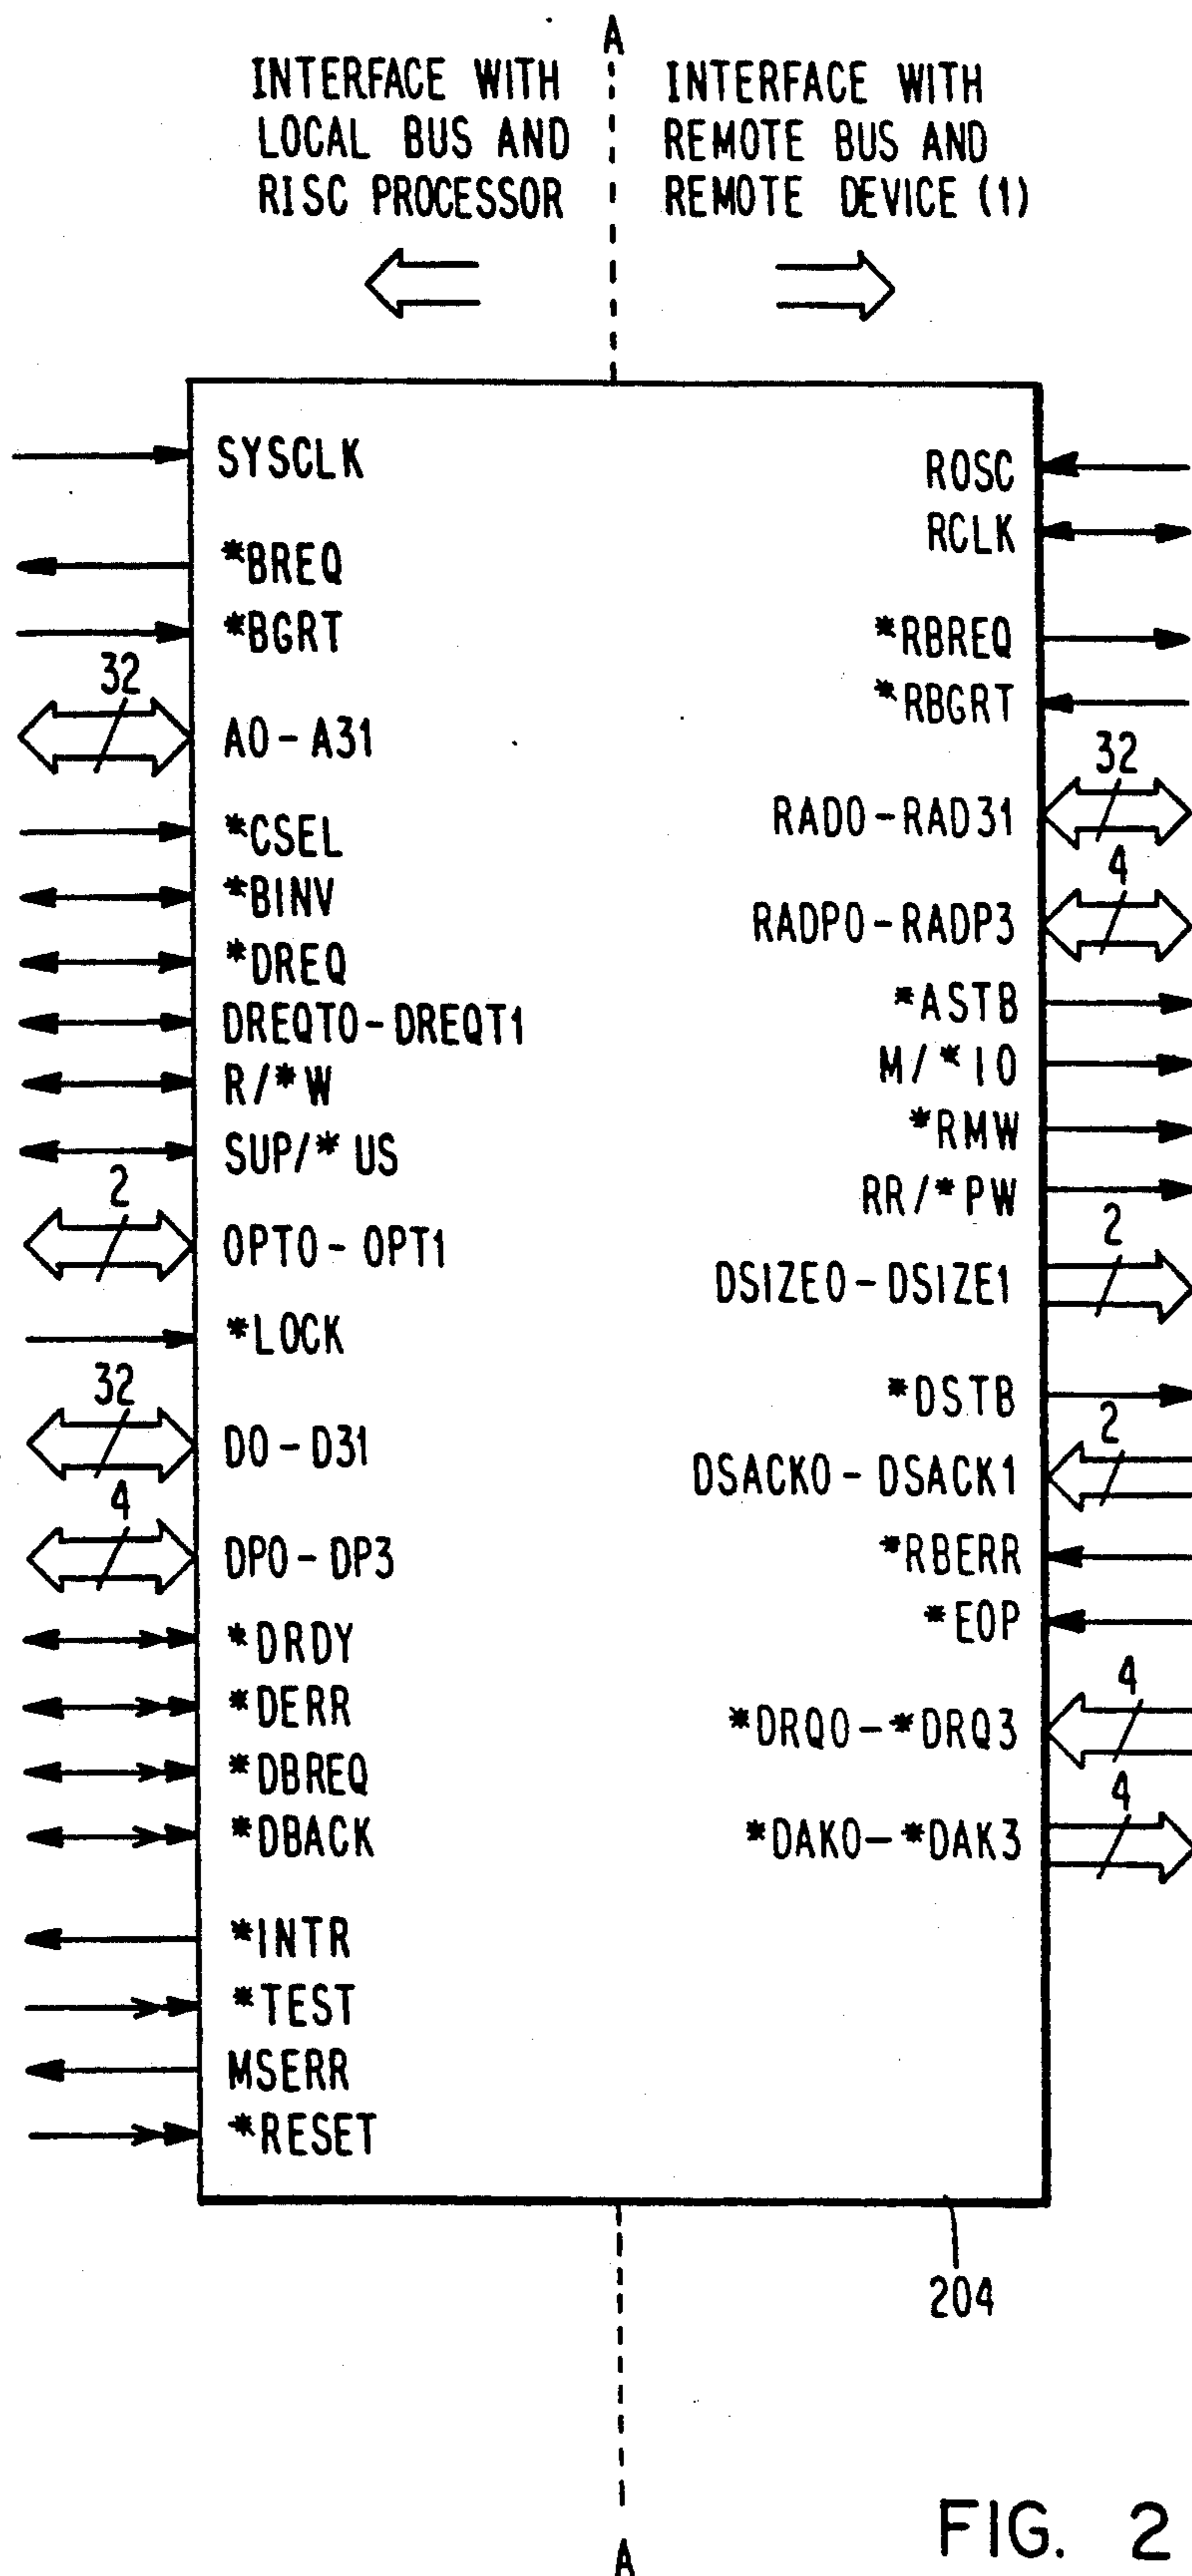 A
INTERFACE WITH
LOCAL BUS AND
RISC PROCESSOR
INTERFACE WITH
REMOTE BUS AND
REMOTE DEVICE (1)
SYSCLK
*BREQ
*BGRT
32
A0-A31
*CSEL
*BINV
*DREQ
DREQT0-DREQT1
R/*W
SUP/*US
2
OPT0-OPT1
*LOCK
32
D0-D31
4
DP0-DP3
*DRDY
*DERR
*DBREQ
*DBACK
*INTR
*TEST
MSERR
*RESET
ROSC
RCLK
*RBREQ
*RBGRT
32
RAD0-RAD31
4
RADP0-RADP3
*ASTB
M/*IO
*RMW
RR/*PW
2
DSIZE0-DSIZE1
*DSTB
2
DSACK0-DSACK1
*RBERR
*EOP
4
*DRQ0-*DRQ3
4
*DAK0-*DAK3
204
A
FIG. 2